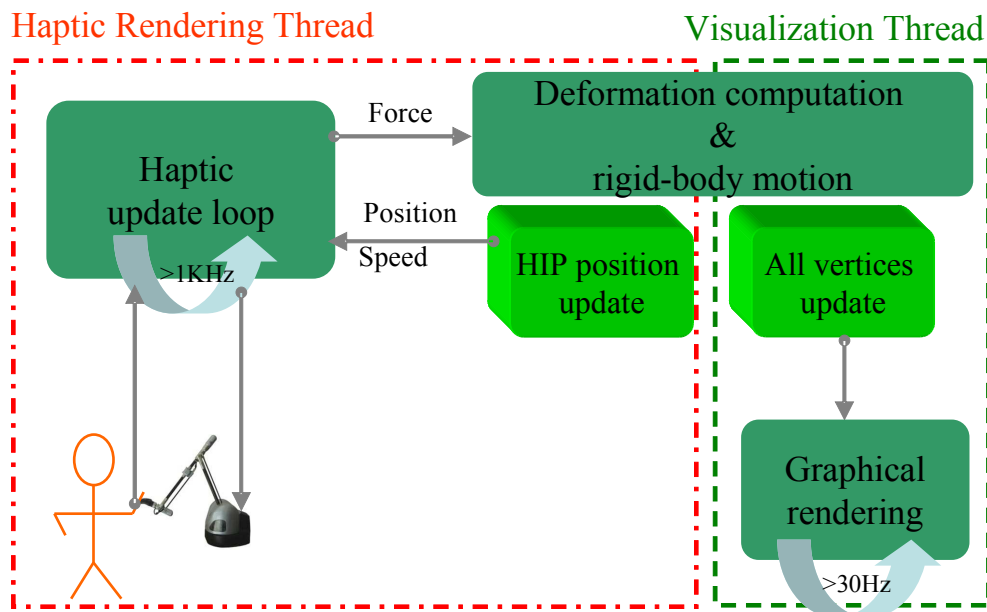 Haptic Rendering Thread
Visualization Thread
Haptic
update loop
>1KHz
Force
Position
Speed
Deformation computation
&
rigid-body motion
HIP position
update
All vertices
update
Graphical
rendering
>30Hz